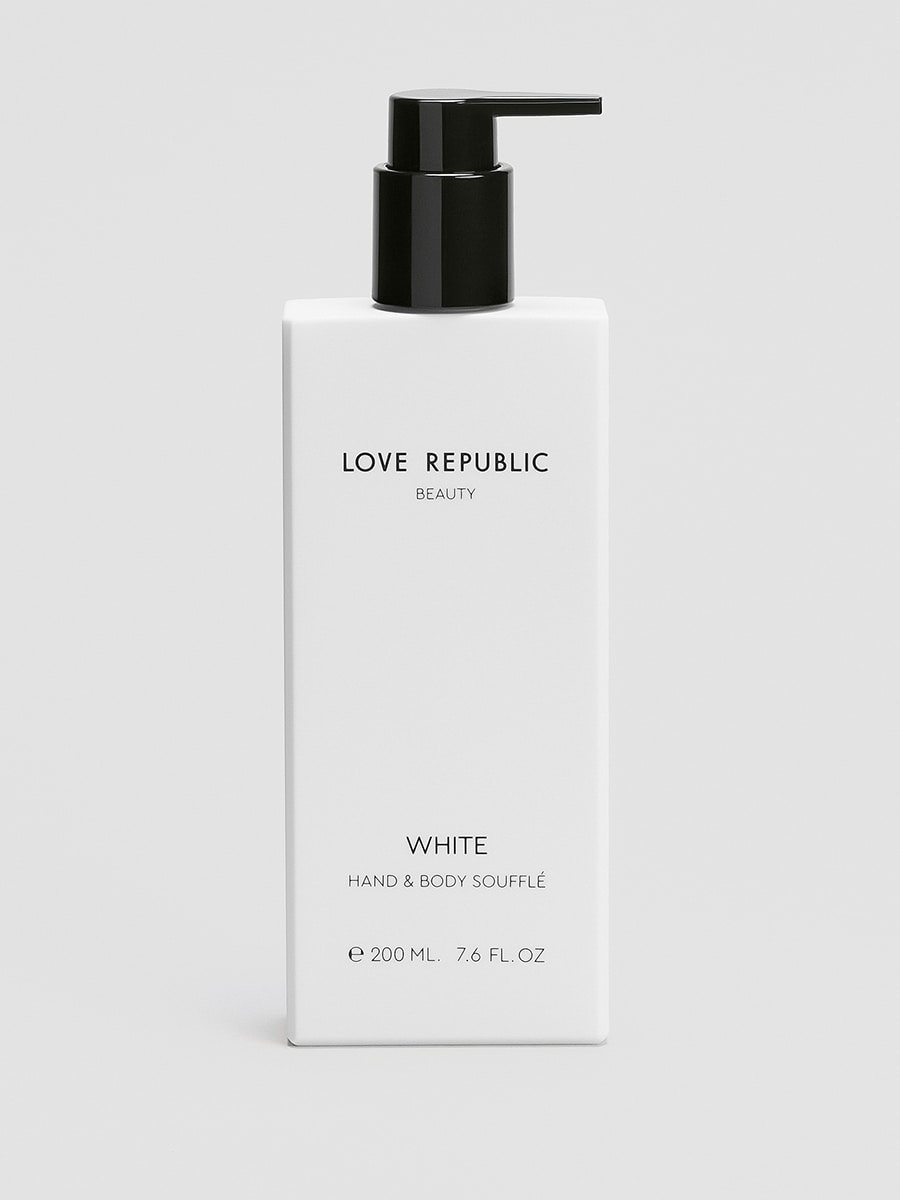 LOVE REPUBLIC
BEAUTY
WHITE
HAND & BODY SOUFFLÉ
℮ 200 ML. 7.6 FL.OZ